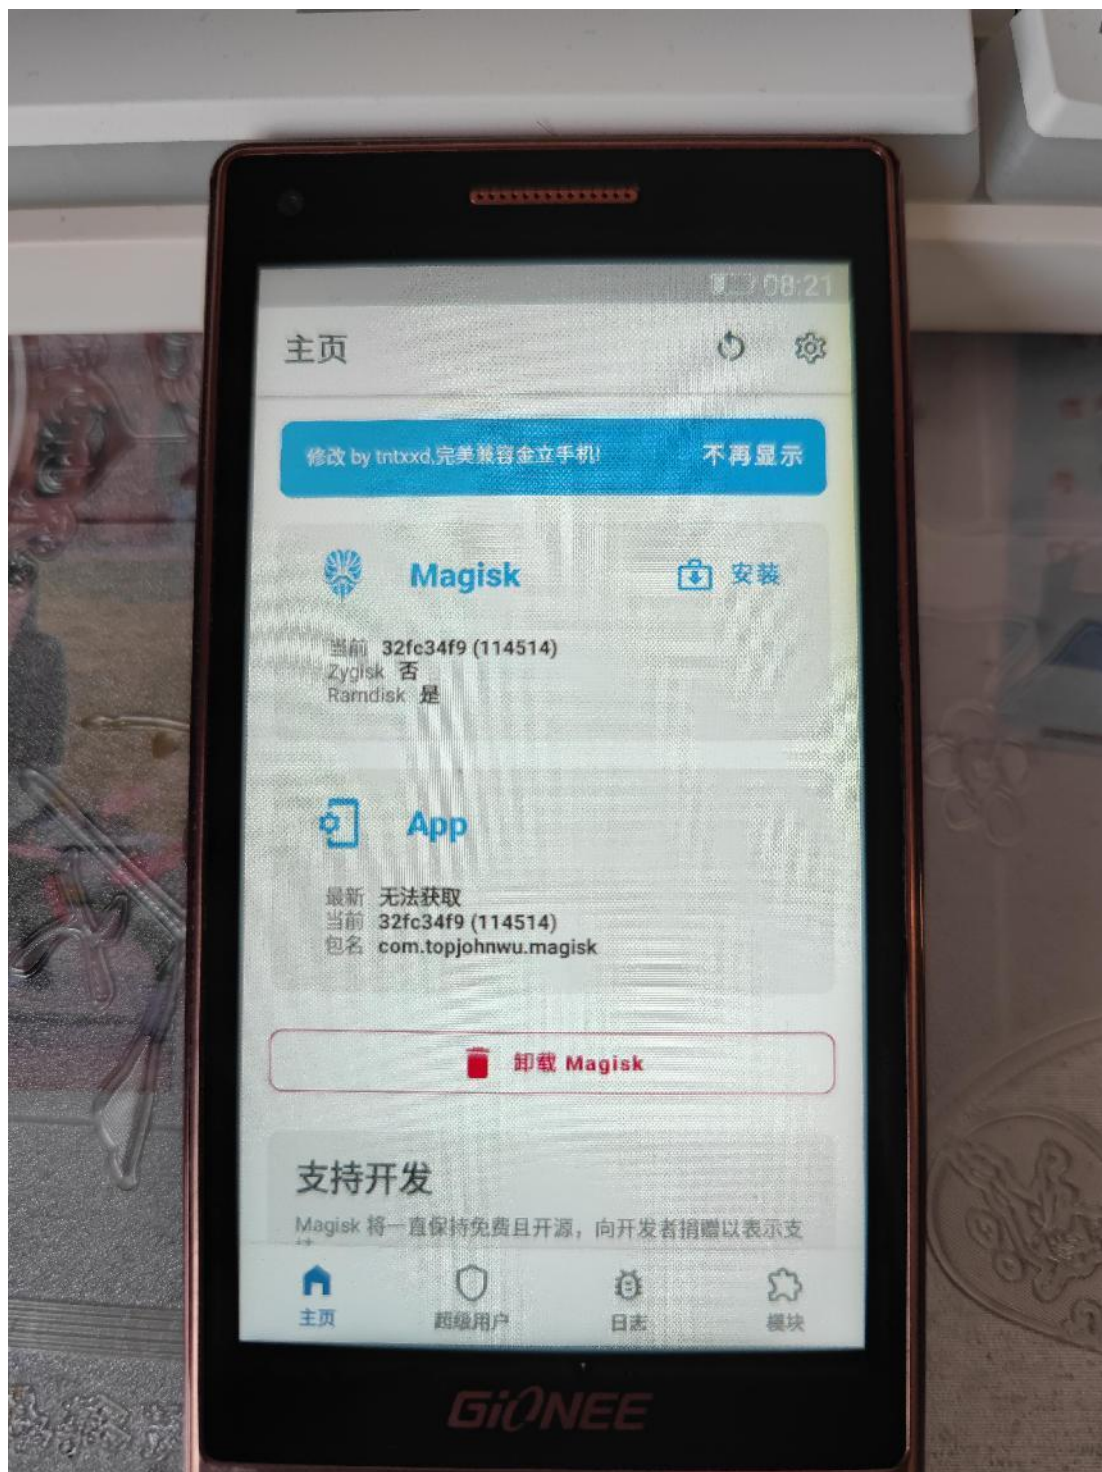 08:21
主页
修改 by tntxxd,完美兼容金立手机! 不再显示
Magisk 安装
当前 32fc34f9 (114514)
Zygisk 否
Ramdisk 是
App
最新 无法获取
当前 32fc34f9 (114514)
包名 com.topjohnwu.magisk
卸载 Magisk
支持开发
Magisk 将一直保持免费且开源，向开发者捐赠以表示支
主页 超级用户 日志 模块
GiONEE